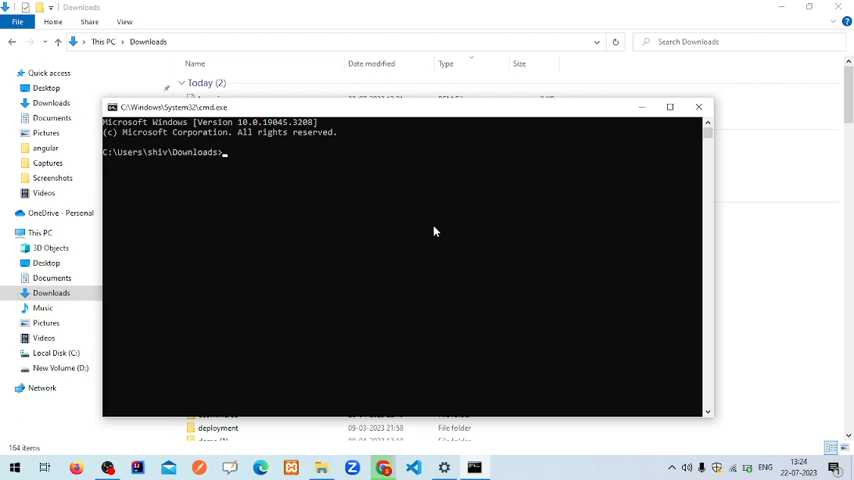 Downloads
File
Home
Share
View
This PC
Downloads
Search Downloads
Name
Date modified
Type
Size
Today (2)
Quick access
Desktop
Downloads
Documents
Pictures
angular
Captures
Screenshots
Videos
OneDrive - Personal
This PC
3D Objects
Desktop
Documents
Downloads
Music
Pictures
Videos
Local Disk (C:)
New Volume (D:)
Network
C:\Windows\System32\cmd.exe
Microsoft Windows [Version 10.0.19045.3208]
(c) Microsoft Corporation. All rights reserved.
C:\Users\shiv\Downloads>
deployment
09-03-2023 21:58
File folder
164 items
ENG
13:24
22-07-2023